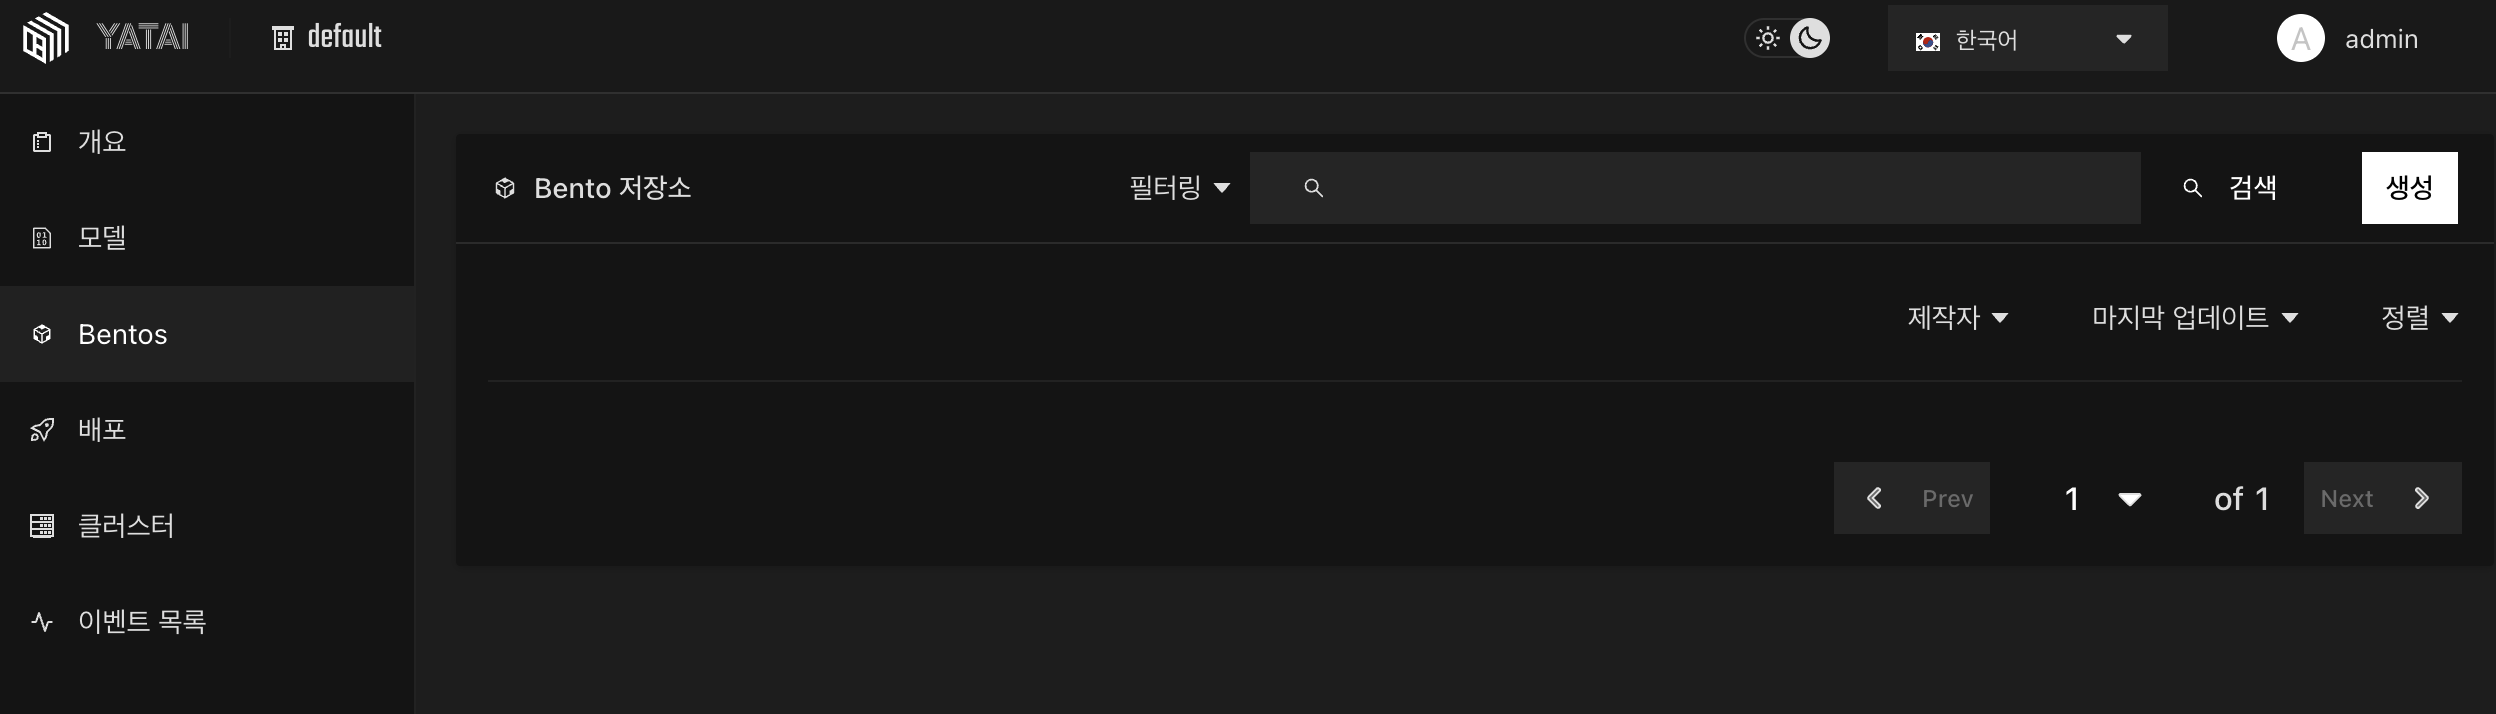 YATAI
default
한국어
A
admin
개요
모델
Bentos
배포
클러스터
이벤트 목록
Bento 저장소
필터링
검색
생성
제작자
마지막 업데이트
정렬
Prev
1
of 1
Next